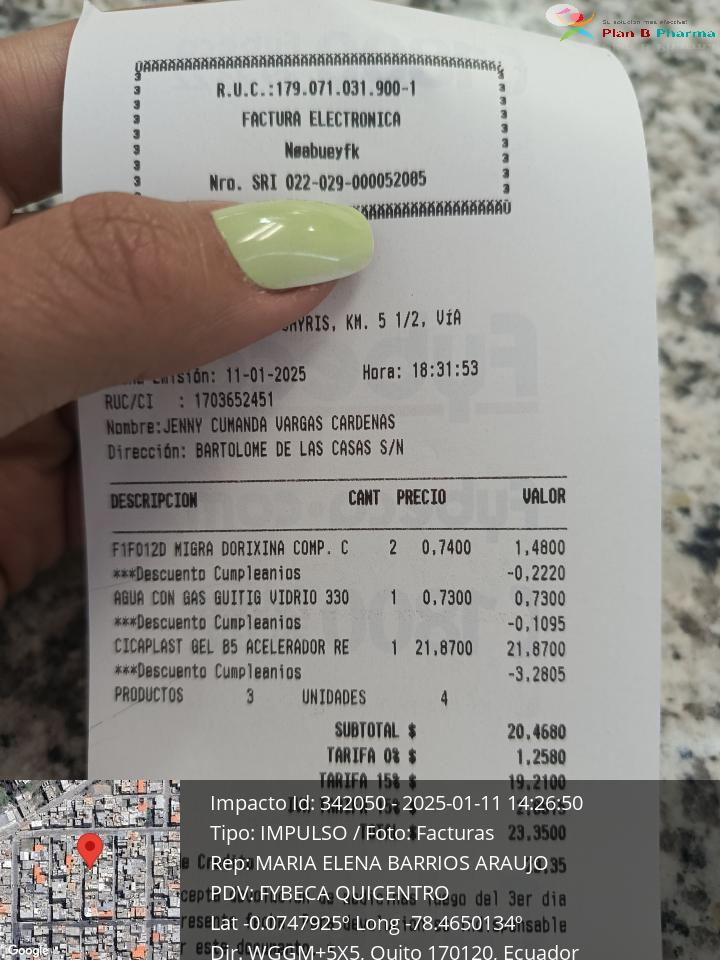 Su solucion mas efectiva!
Plan B Pharma
R.U.C.:179.071.031.900-1
FACTURA ELECTRONICA
Nøabueyfk
Nro. SRI 022-029-000052085
KM. 5 1/2, VíA
11-01-2025 Hora: 18:31:53
RUC/CI : 1703652451
Nombre:JENNY CUMANDA VARGAS CARDENAS
Dirección: BARTOLOME DE LAS CASAS S/N
DESCRIPCION CANT PRECIO VALOR
F1F012D MIGRA DORIXINA COMP. C 2 0,7400 1,4800
***Descuento Cumpleanios -0,2220
AGUA CON GAS GUITIG VIDRIO 330 1 0,7300 0,7300
***Descuento Cumpleanios -0,1095
CICAPLAST GEL B5 ACELERADOR RE 1 21,8700 21,8700
***Descuento Cumpleanios -3,2805
PRODUCTOS 3 UNIDADES 4
SUBTOTAL $ 20,4680
TARIFA 0% $ 1,2580
TARIFA 15% $ 19,2100
23,3500
Impacto Id: 342050 - 2025-01-11 14:26:50
Tipo: IMPULSO / Foto: Facturas
Rep: MARIA ELENA BARRIOS ARAUJO
PDV: FYBECA QUICENTRO
Lat -0.0747925º Long -78.4650134º
Dir: WGGM+5X5, Quito 170120, Ecuador
Google